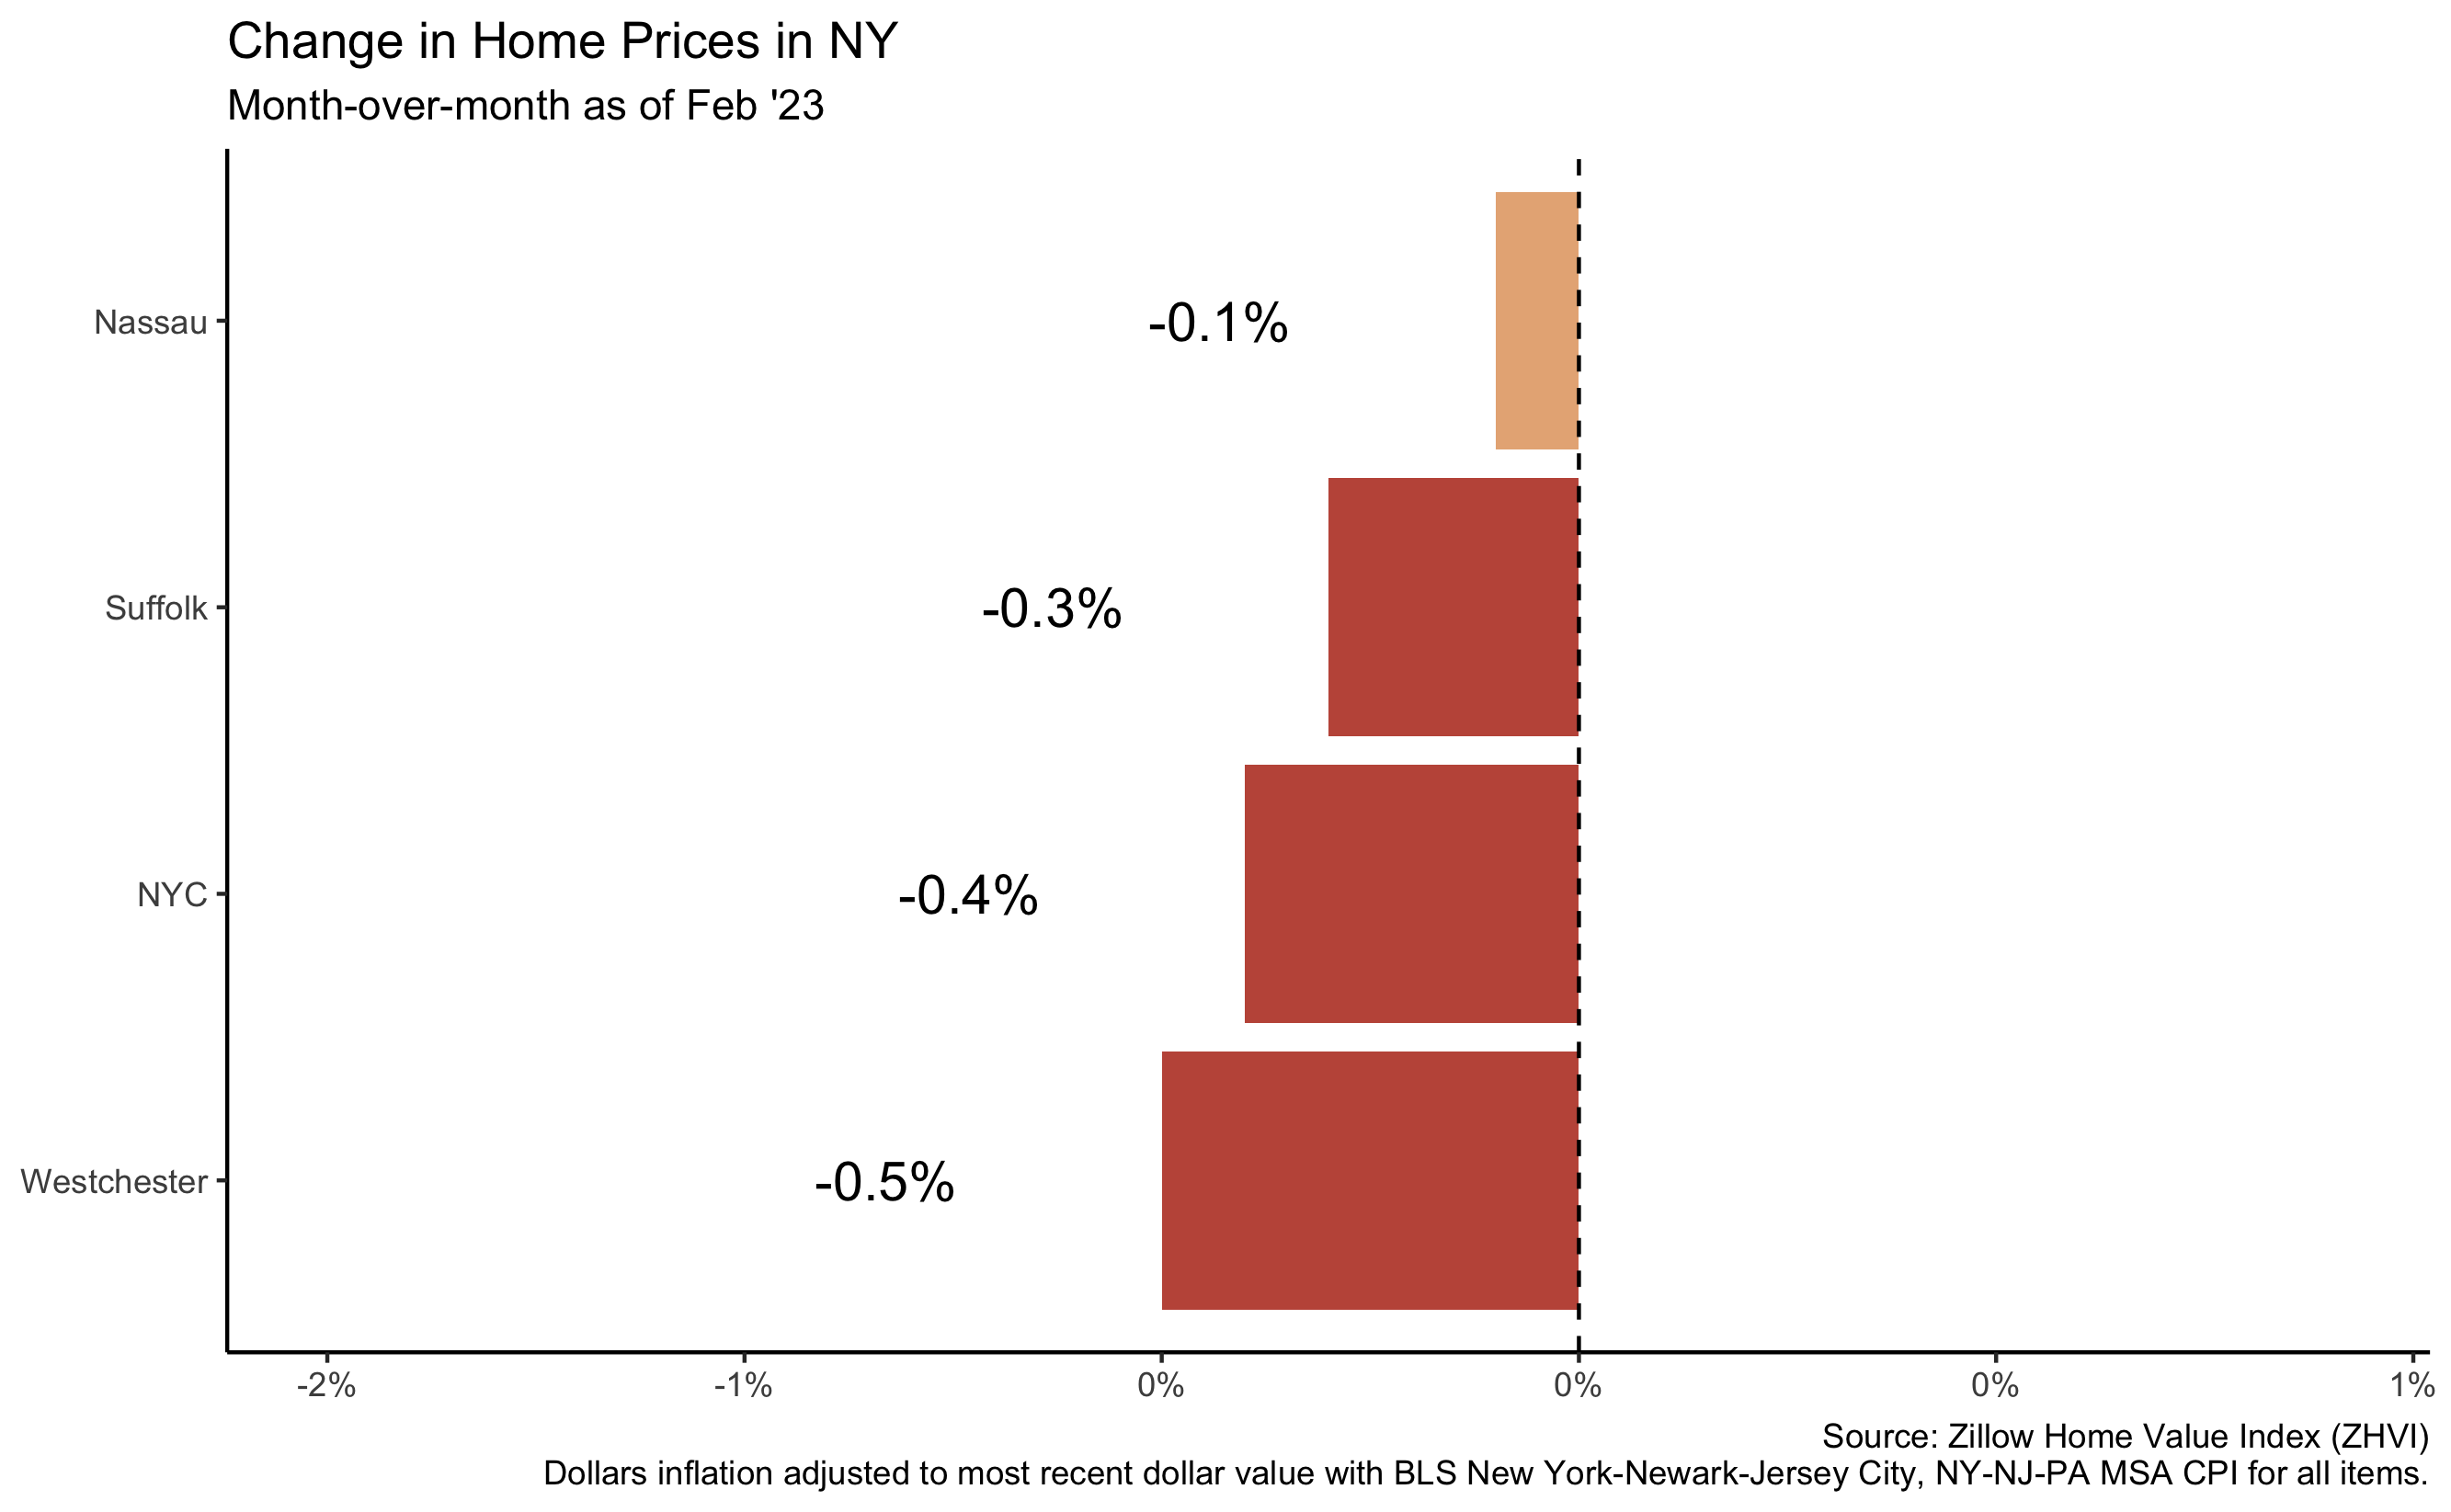 Change in Home Prices in NY
Month-over-month as of Feb '23
Nassau
-0.1%
Suffolk
-0.3%
NYC
-0.4%
Westchester
-0.5%
-2%
-1%
0%
0%
0%
1%
Source: Zillow Home Value Index (ZHVI)
Dollars inflation adjusted to most recent dollar value with BLS New York-Newark-Jersey City, NY-NJ-PA MSA CPI for all items.